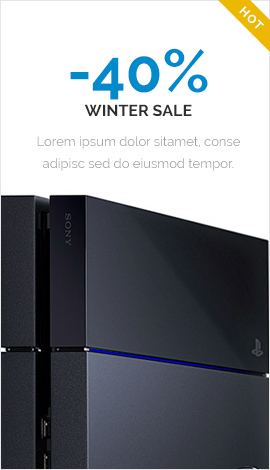 HOT
-40%
WINTER SALE
Lorem ipsum dolor sitamet, conse
adipisc sed do eiusmod tempor.
SONY